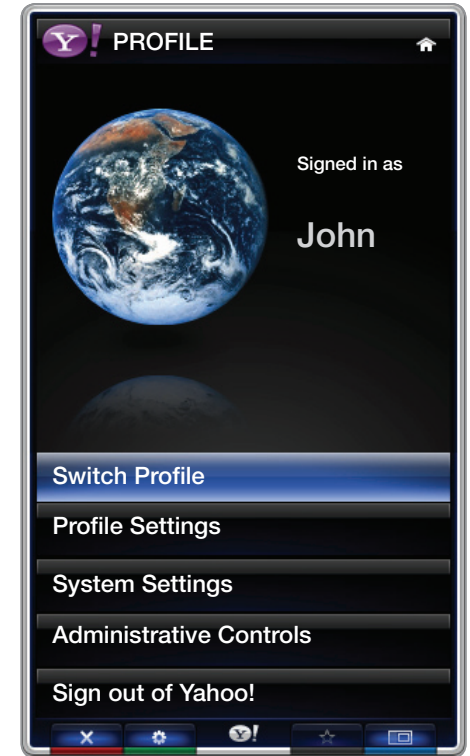 Y! PROFILE
Signed in as
John
Switch Profile
Profile Settings
System Settings
Administrative Controls
Sign out of Yahoo!
Y!